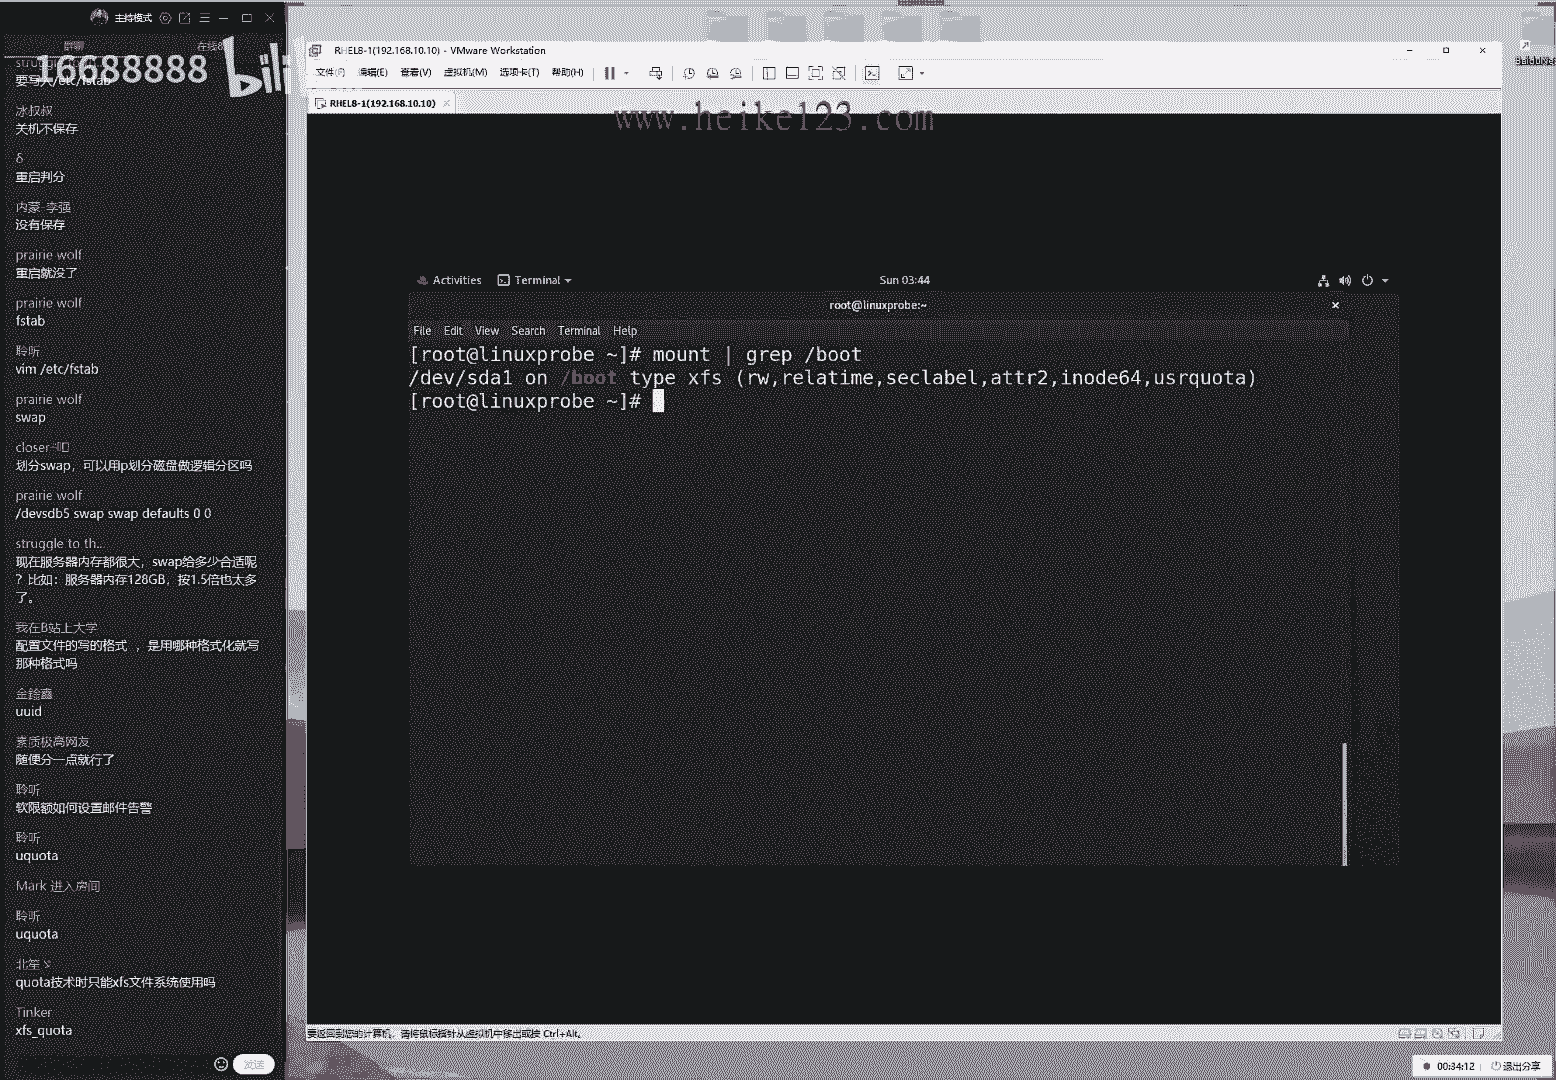 主持模式
16688888
bili
要写入/etc/fstab
冰叔叔
关机不保存
δ
重启判分
内蒙-李强
没有保存
prairie wolf
重启就没了
prairie wolf
fstab
聆听
vim /etc/fstab
prairie wolf
swap
划分swap，可以用p划分磁盘做逻辑分区吗
prairie wolf
/devsdb5 swap swap defaults 0 0
struggle to th...
现在服务器内存都很大，swap给多少合适呢
？比如：服务器内存128GB，按1.5倍也太多
了。
我在B站上大学
配置文件的写的格式 ，是用哪种格式化就写
那种格式吗
uuid
素质极高网友
随便分一点就行了
聆听
软限额如何设置邮件告警
聆听
uquota
Mark 进入房间
聆听
uquota
quota技术时只能xfs文件系统使用吗
Tinker
xfs_quota
发送
RHEL8-1(192.168.10.10) - VMware Workstation
文件(F) 编辑(E) 查看(V) 虚拟机(M) 选项卡(T) 帮助(H)
RHEL8-1(192.168.10.10)
www.heike123.com
Activities Terminal Sun 03:44
root@linuxprobe:~
File Edit View Search Terminal Help
[root@linuxprobe ~]# mount | grep /boot
/dev/sda1 on /boot type xfs (rw,relatime,seclabel,attr2,inode64,usrquota)
[root@linuxprobe ~]#
要返回到您的计算机，请将鼠标指针从虚拟机中移出或按 Ctrl+Alt。
00:34:12 退出分享